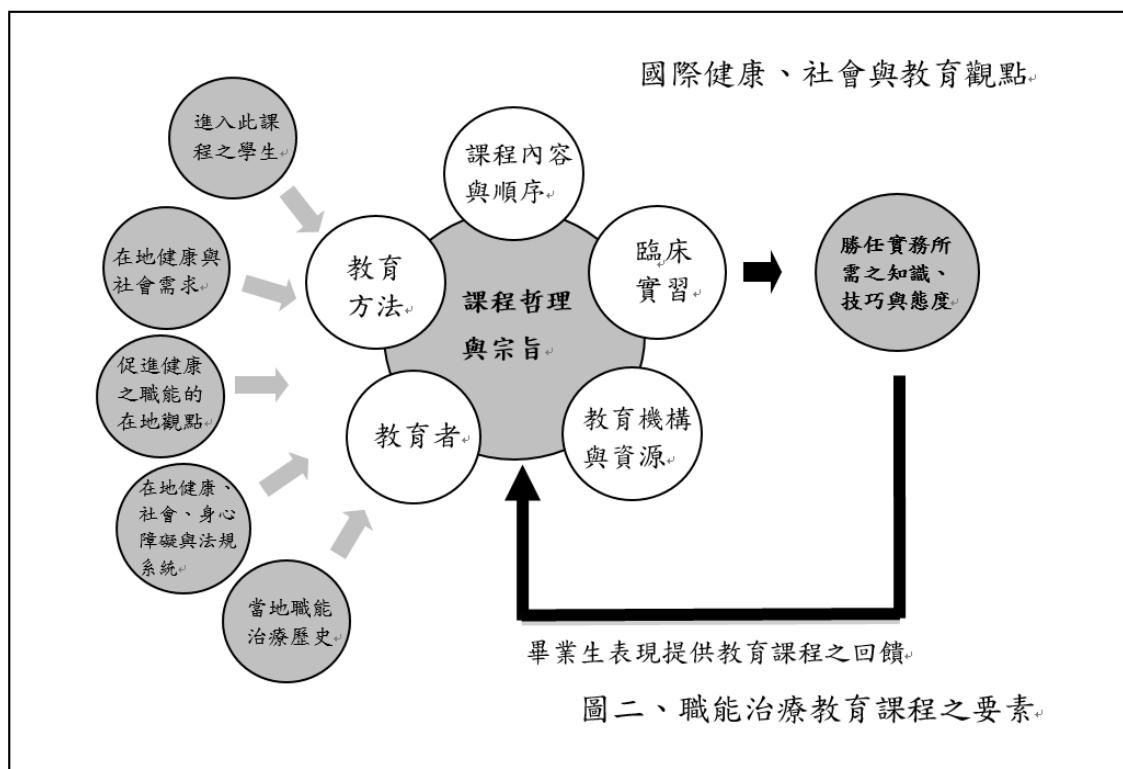 國際健康、社會與教育觀點
進入此課
程之學生
在地健康與
社會需求
促進健康
之職能的
在地觀點
在地健康、
社會、身心
障礙與法規
系統
當地職能
治療歷史
課程內容
與順序
教育
方法
臨床
實習
課程哲理
與宗旨
教育者
教育機構
與資源
勝任實務所
需之知識、
技巧與態度
畢業生表現提供教育課程之回饋
圖二、職能治療教育課程之要素